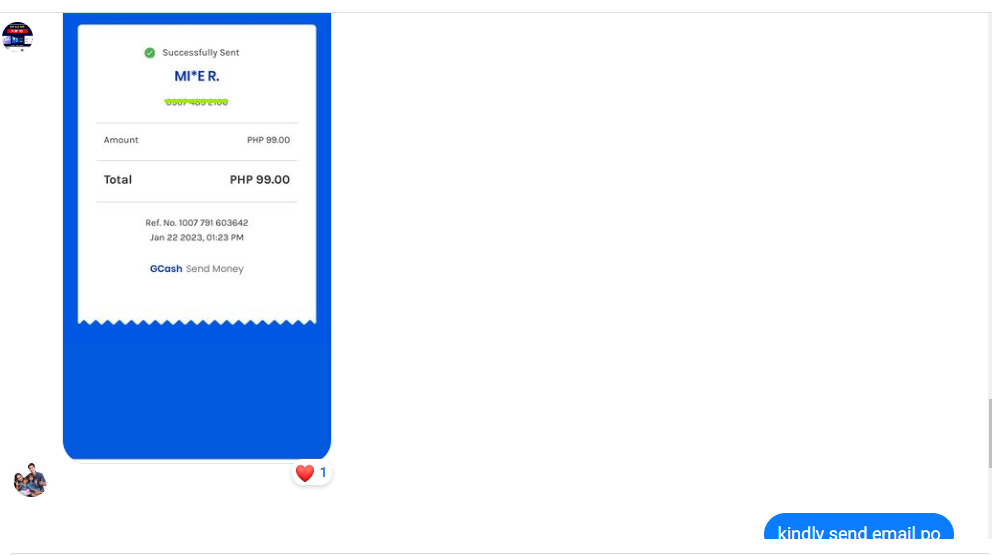 Successfully Sent
MI*E R.
Amount PHP 99.00
Total PHP 99.00
Ref. No. 1007 791 603642
Jan 22 2023, 01:23 PM
GCash Send Money
1
kindly send email po